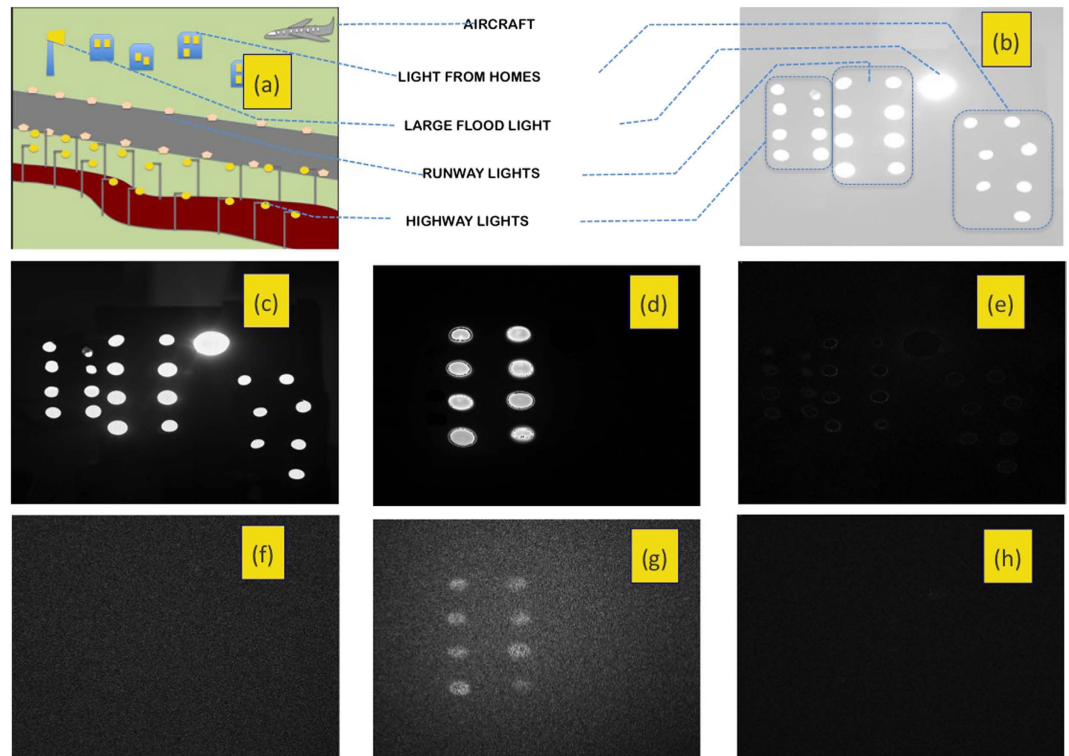 AIRCRAFT
(a)
(b)
LIGHT FROM HOMES
LARGE FLOOD LIGHT
RUNWAY LIGHTS
HIGHWAY LIGHTS
(c)
(d)
(e)
(f)
(g)
(h)